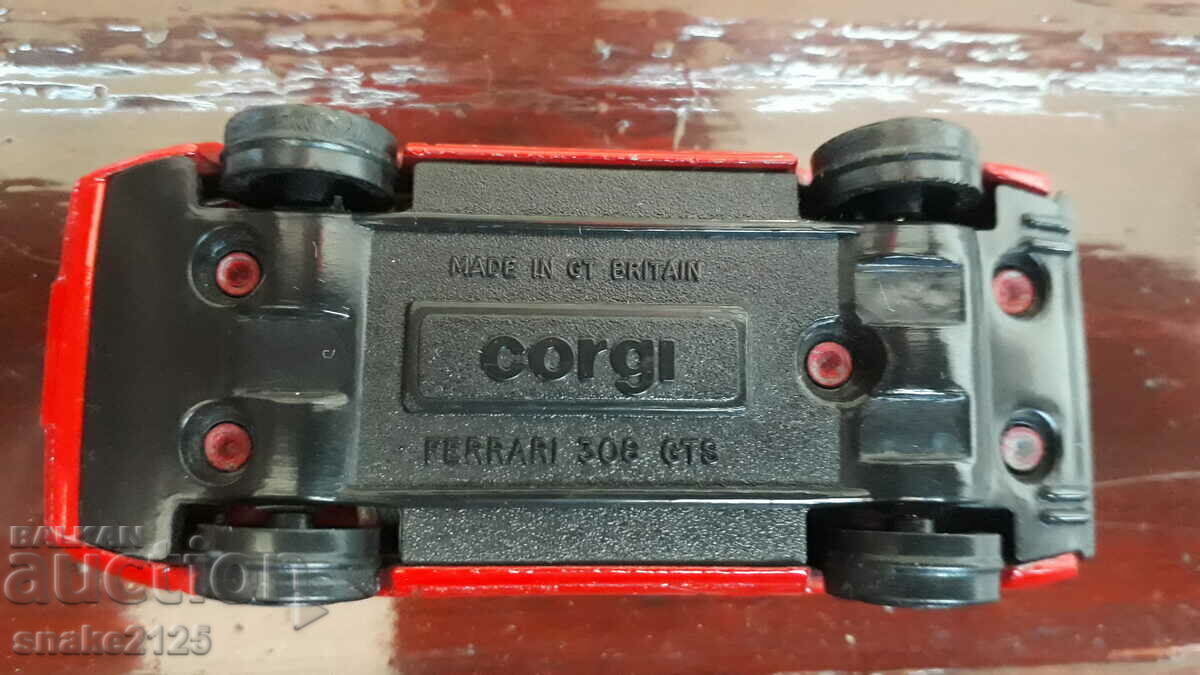 MADE IN GT BRITAIN
corgi
FERRARI 308 GTS
BALKAN
auction
snake2125